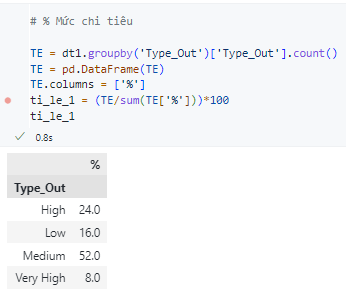 # % Mức chi tiêu
TE = dt1.groupby('Type_Out')['Type_Out'].count()
TE = pd.DataFrame(TE)
TE.columns = ['%']
ti_le_1 = (TE/sum(TE['%']))*100
ti_le_1
0.8s
%
Type_Out
High 24.0
Low 16.0
Medium 52.0
Very High 8.0